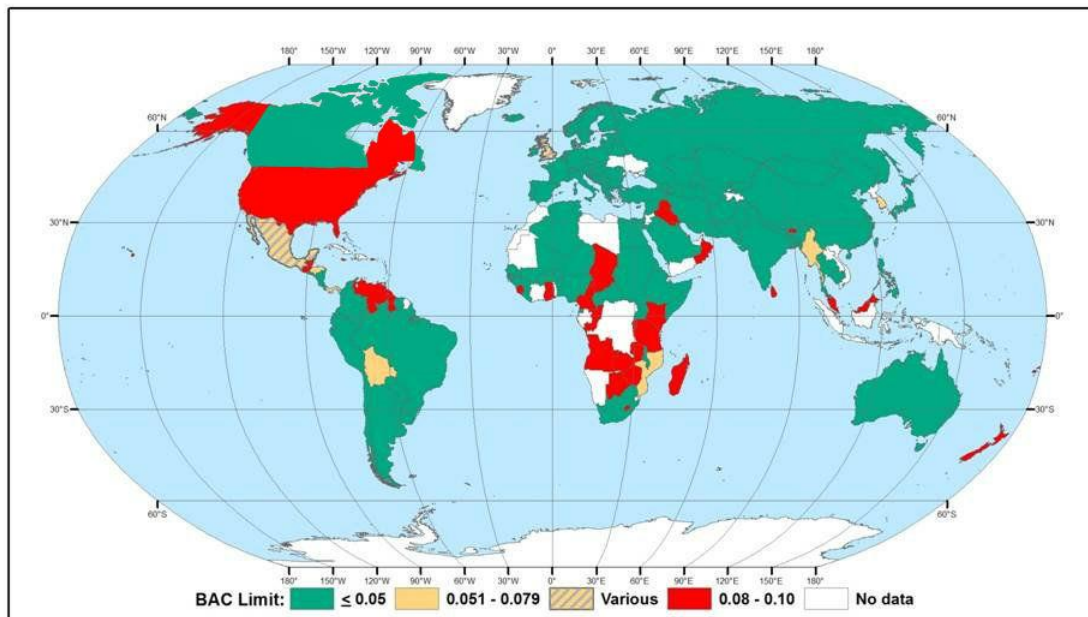 180° 150°W 120°W 90°W 60°W 30°W 0° 30°E 60°E 90°E 120°E 150°E 180°
60°N 60°N
30°N 30°N
0° 0°
30°S 30°S
60°S 60°S
180° 150°W 120°W 90°W 60°W 30°W 0° 30°E 60°E 90°E 120°E 150°E 180°
BAC Limit: ≤ 0.05 0.051 - 0.079 Various 0.08 - 0.10 No data